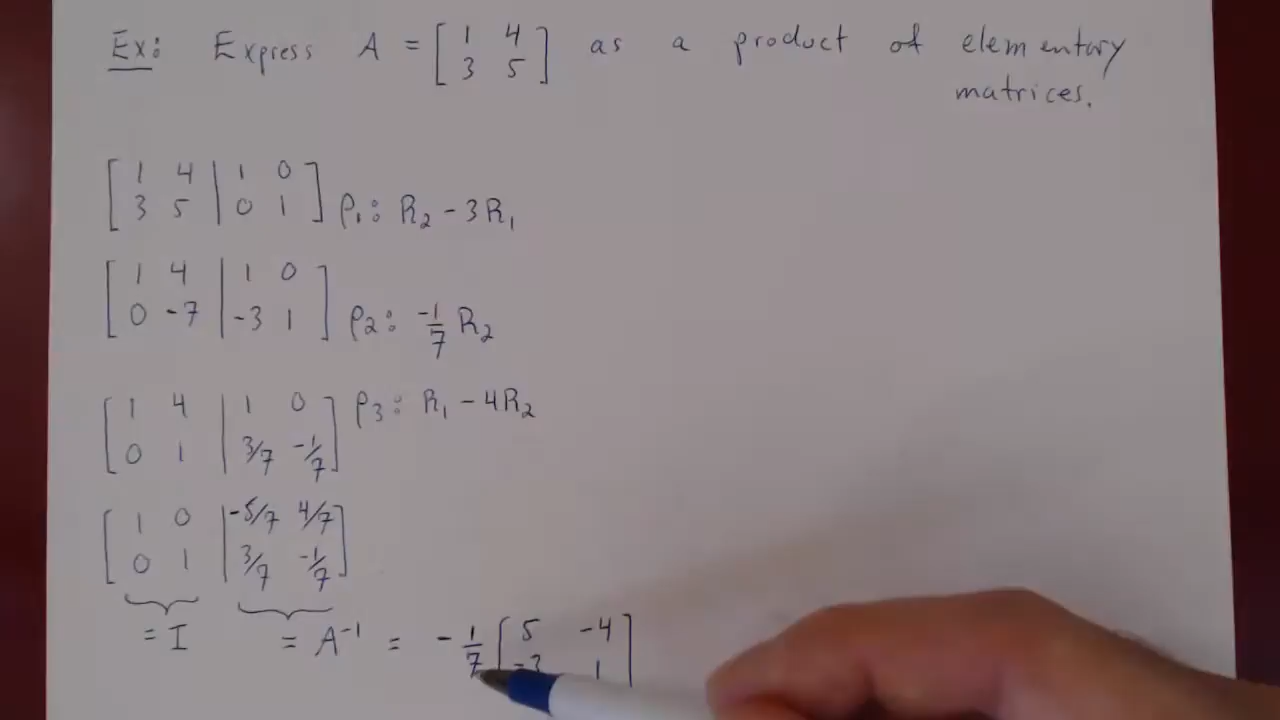 Ex: Express A = [ 1 4 ] as a product of elementary
[ 3 5 ] matrices.
[ 1 4 | 1 0 ]
[ 3 5 | 0 1 ] ρ₁: R₂ - 3R₁
[ 1 4 | 1 0 ]
[ 0 -7 | -3 1 ] ρ₂: -1/7 R₂
[ 1 4 | 1 0 ] ρ₃: R₁ - 4R₂
[ 0 1 | 3/7 -1/7 ]
[ 1 0 | -5/7 4/7 ]
[ 0 1 | 3/7 -1/7 ]
= I = A⁻¹ = - 1/7 [ 5 -4 ]
[ -3 1 ]